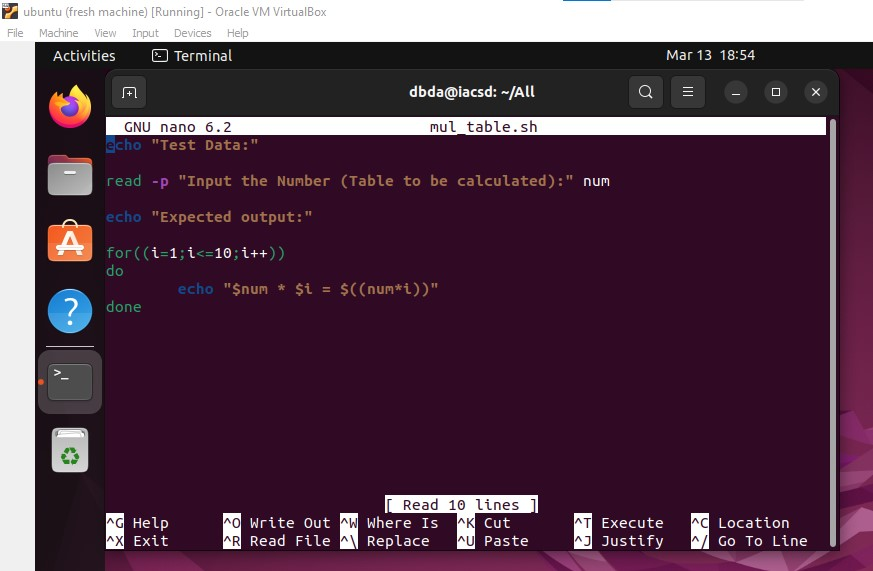 ubuntu (fresh machine) [Running] - Oracle VM VirtualBox
File Machine View Input Devices Help
Activities Terminal Mar 13 18:54
dbda@iacsd: ~/All
GNU nano 6.2 mul_table.sh
echo "Test Data:"
read -p "Input the Number (Table to be calculated):" num
echo "Expected output:"
for((i=1;i<=10;i++))
do
echo "$num * $i = $((num*i))"
done
[ Read 10 lines ]
^G Help ^O Write Out ^W Where Is ^K Cut ^T Execute ^C Location
^X Exit ^R Read File ^\ Replace ^U Paste ^J Justify ^/ Go To Line